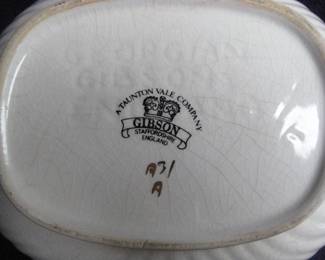 A TAUNTON VALE COMPANY
GIBSON
STAFFORDSHIRE
ENGLAND
A31
A